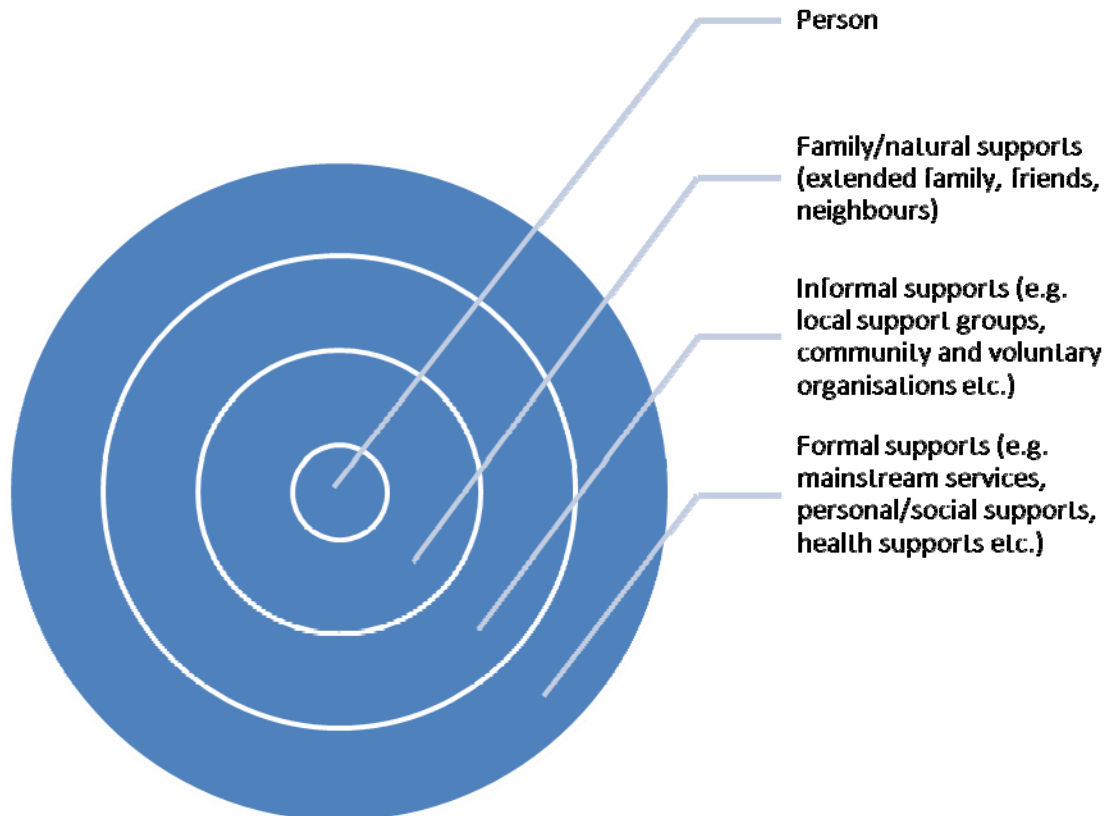 Person
Family/natural supports
(extended family, friends,
neighbours)
Informal supports (e.g.
local support groups,
community and voluntary
organisations etc.)
Formal supports (e.g.
mainstream services,
personal/social supports,
health supports etc.)